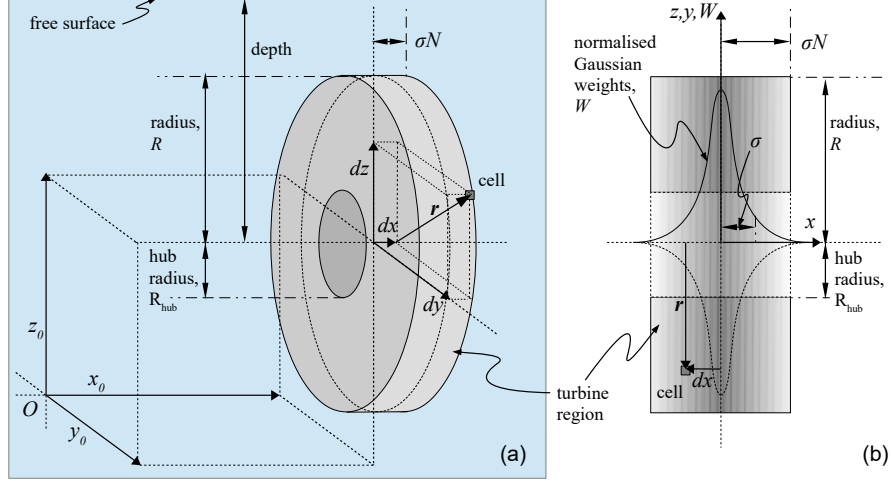 free surface
depth
σN
radius,
R
dz
cell
r
dx
hub
radius,
R_hub
dy
z_0
x_0
O
y_0
turbine
region
(a)
z,y,W
σN
normalised
Gaussian
weights,
W
σ
radius,
R
x
hub
radius,
R_hub
r
dx
cell
(b)